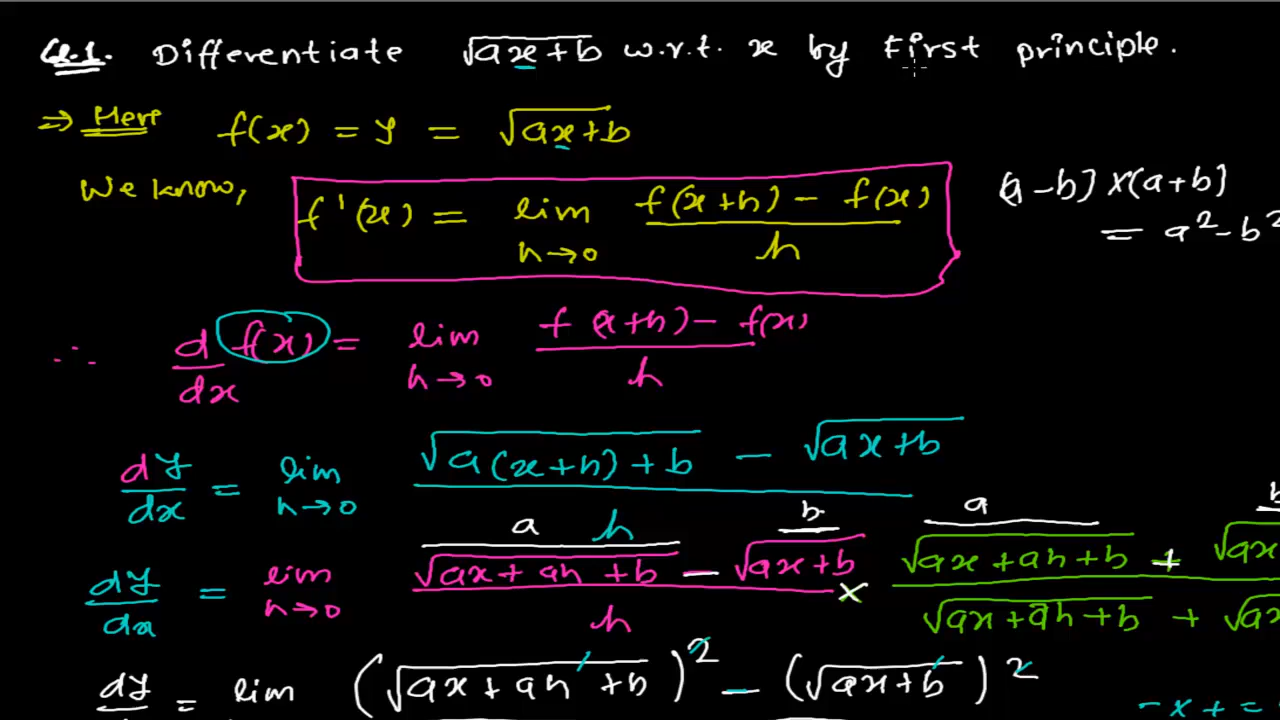 Q.1. Differentiate √ax+b w.r.t. x by First principle.
⇒ Here f(x) = y = √ax+b
We know, f'(x) = lim h→0 f(x+h) - f(x) / h
(a-b) × (a+b)
= a² - b²
∴ d/dx f(x) = lim h→0 f(x+h) - f(x) / h
dy/dx = lim h→0 √a(x+h)+b - √ax+b / h
a b a b
dy/dx = lim h→0 √ax+ah+b - √ax+b / h × √ax+ah+b + √ax / √ax+ah+b + √ax
dy = lim (√ax+ah+b)² - (√ax+b)²
- × + =